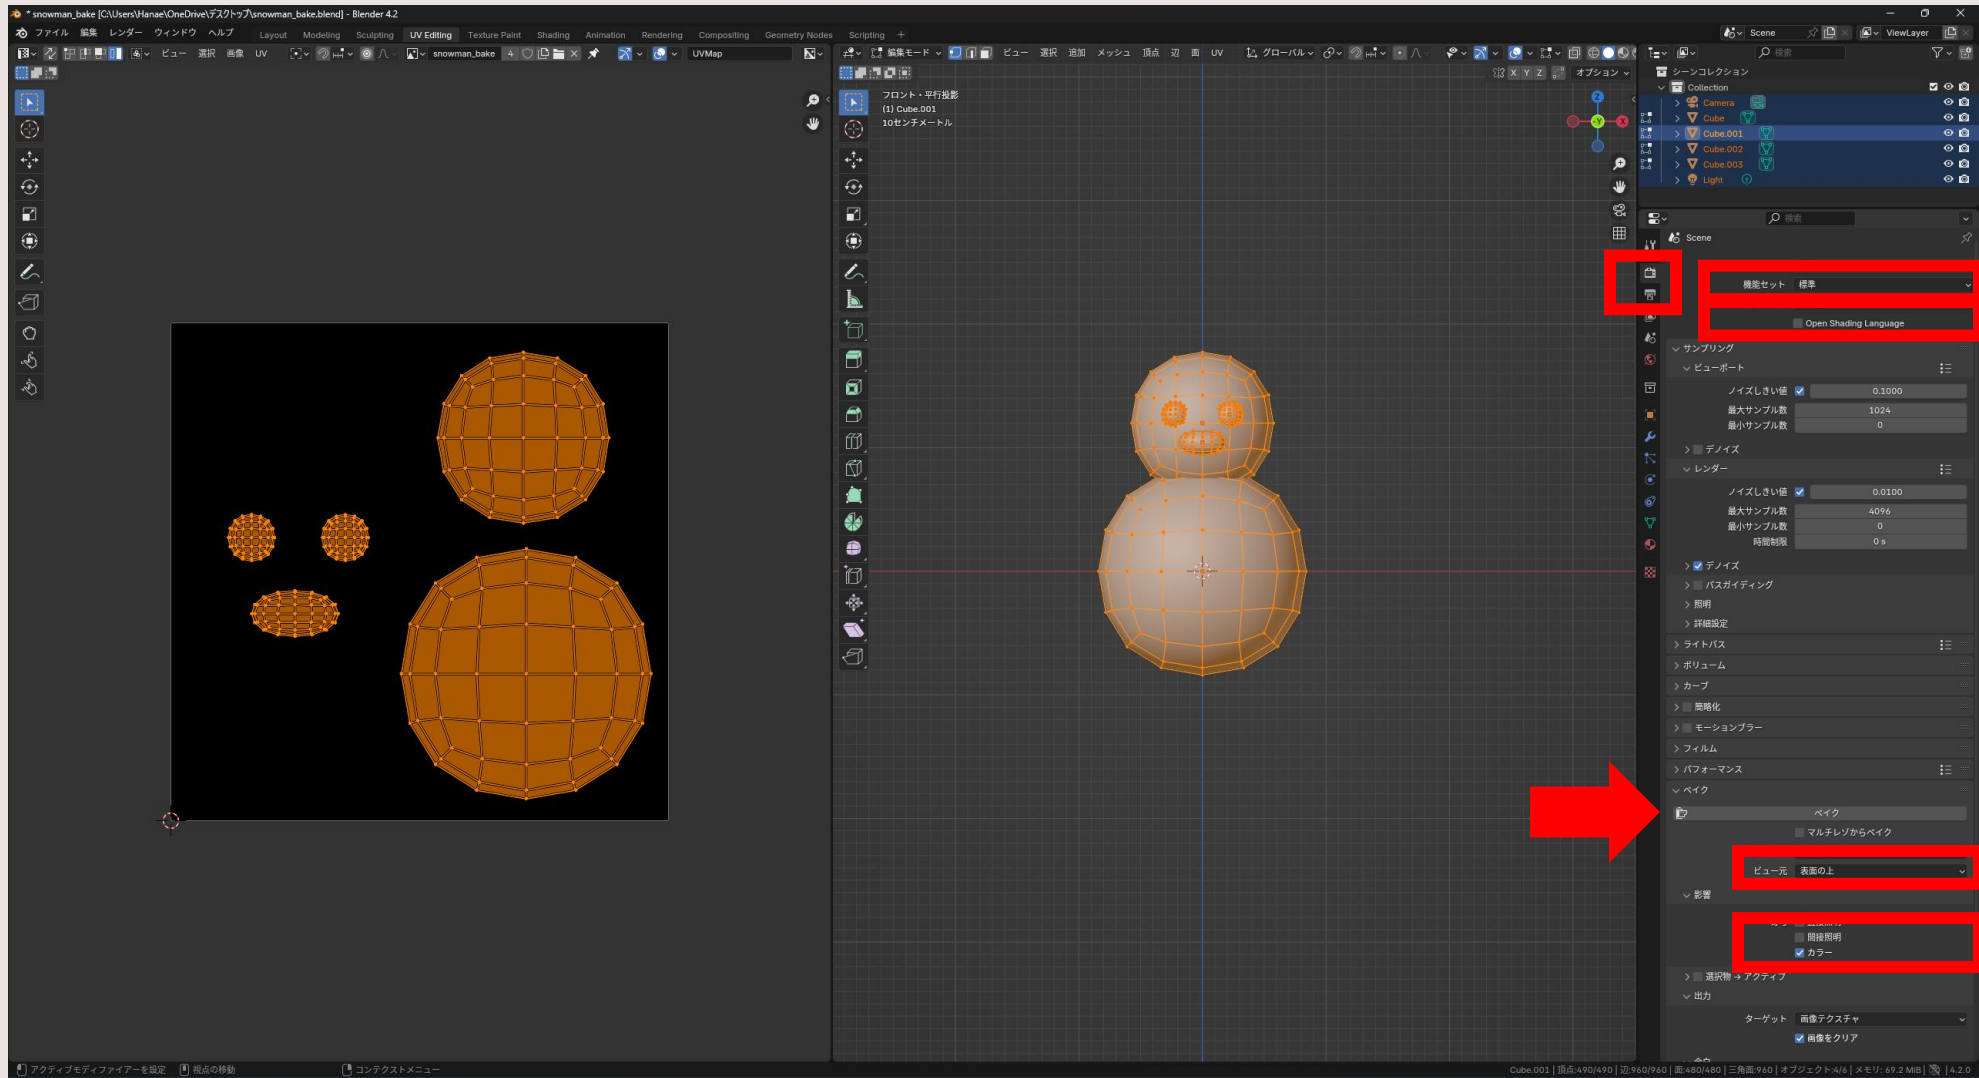 * snowman_bake [C:\Users\Hanae\OneDrive\デスクトップ\snowman_bake.blend] - Blender 4.2
ファイル 編集 レンダー ウィンドウ ヘルプ Layout Modeling Sculpting UV Editing Texture Paint Shading Animation Rendering Compositing Geometry Nodes Scripting +
Scene ViewLayer
ビュー 選択 画像 UV snowman_bake 4 UVMap
編集モード ビュー 選択 追加 メッシュ 頂点 辺 面 UV グローバル
検索
X Y Z オプション
フロント・平行投影
(1) Cube.001
10センチメートル
Z
-Y X
シーンコレクション
Collection
Camera
Cube
Cube.001
Cube.002
Cube.003
Light
検索
Scene
機能セット 標準
Open Shading Language
サンプリング
ビューポート
ノイズしきい値 0.1000
最大サンプル数 1024
最小サンプル数 0
デノイズ
レンダー
ノイズしきい値 0.0100
最大サンプル数 4096
最小サンプル数 0
時間制限 0 s
デノイズ
パスガイディング
照明
詳細設定
ライトパス
ボリューム
カーブ
簡略化
モーションブラー
フィルム
パフォーマンス
ベイク
ベイク
マルチレゾからベイク
ビュー元 表面の上
影響
間接照明
カラー
選択物 → アクティブ
出力
ターゲット 画像テクスチャ
画像をクリア
アクティブモディファイアーを設定 視点の移動 コンテクストメニュー
Cube.001 | 頂点:490/490 | 辺:960/960 | 面:480/480 | 三角面:960 | オブジェクト:4/6 | メモリ: 69.2 MiB | 4.2.0